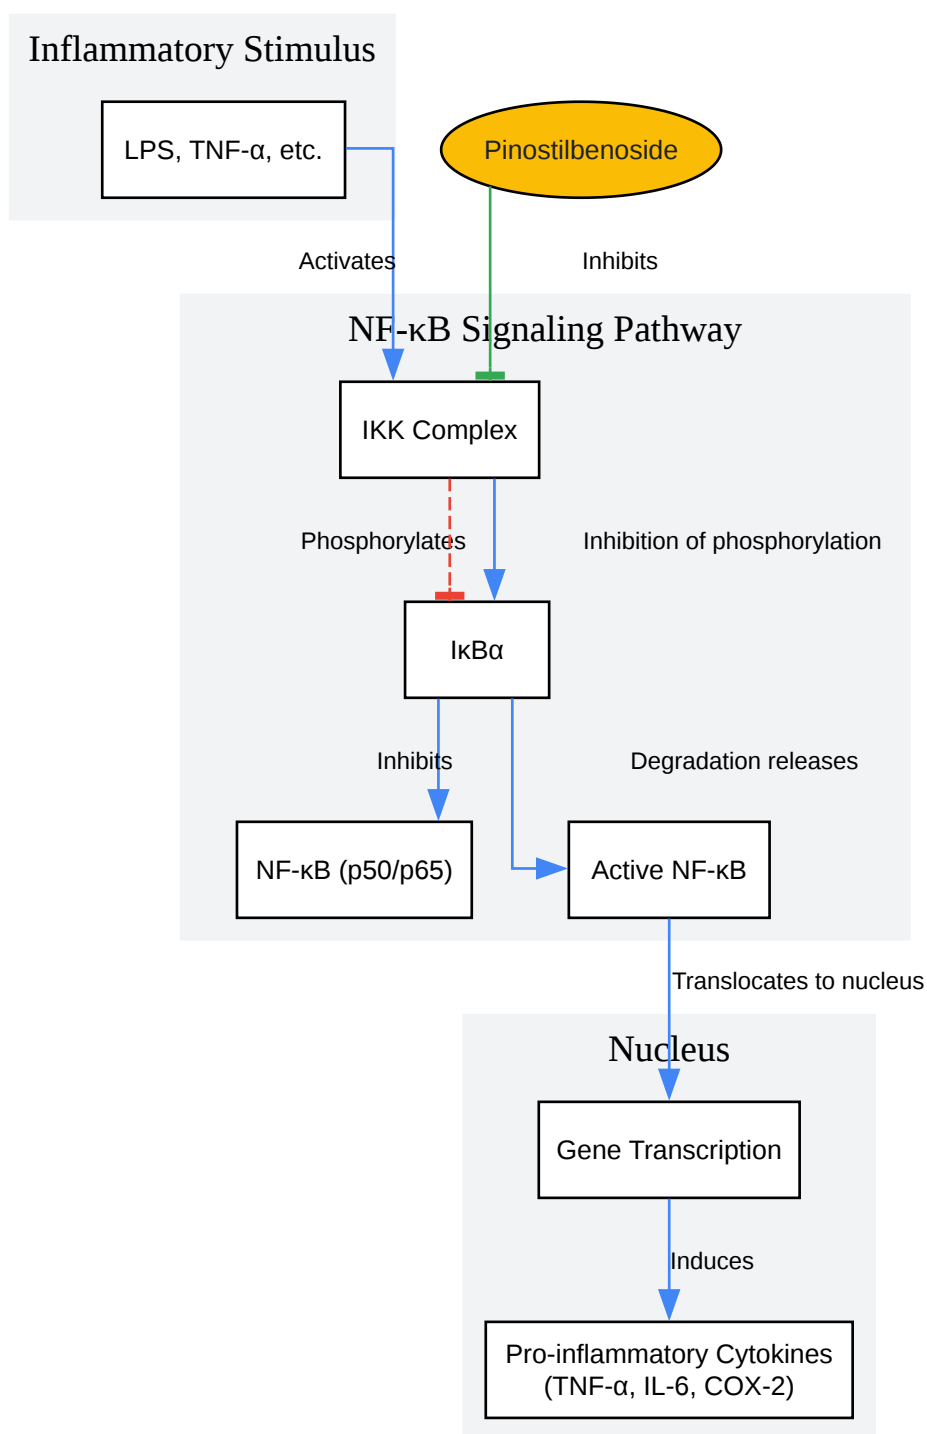 Inflammatory Stimulus
LPS, TNF-α, etc.
Pinostilbenoside
Activates
Inhibits
NF-κB Signaling Pathway
IKK Complex
Phosphorylates
Inhibition of phosphorylation
IκBα
Inhibits
Degradation releases
NF-κB (p50/p65)
Active NF-κB
Translocates to nucleus
Nucleus
Gene Transcription
Induces
Pro-inflammatory Cytokines
(TNF-α, IL-6, COX-2)